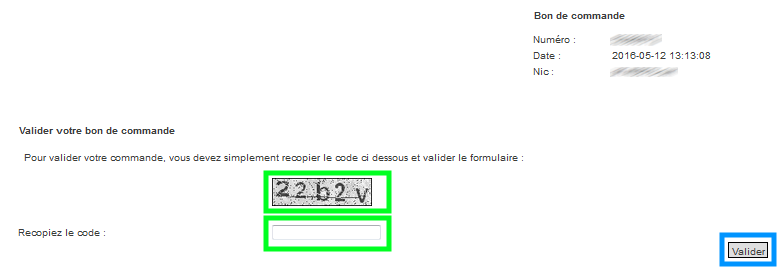 Bon de commande
Numéro :
Date : 2016-05-12 13:13:08
Nic :
Valider votre bon de commande
Pour valider votre commande, vous devez simplement recopier le code ci dessous et valider le formulaire :
22b2v
Recopiez le code :
Valider